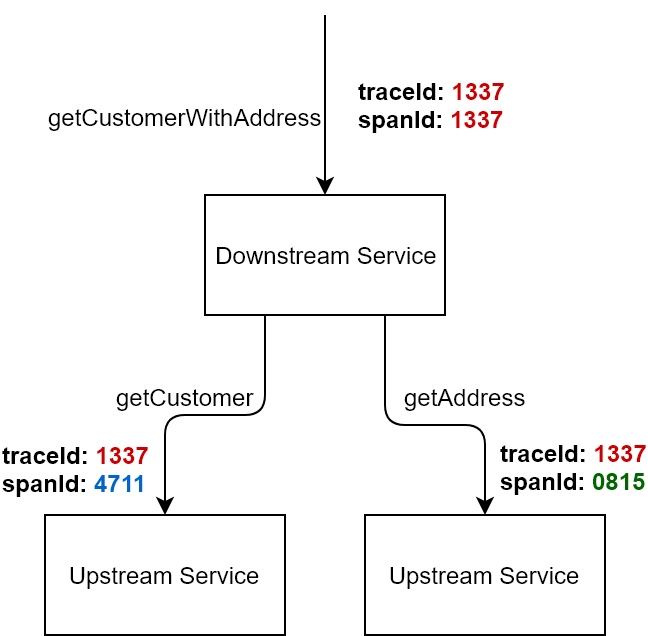 traceId: 1337
getCustomerWithAddress
spanId: 1337
Downstream Service
getCustomer
getAddress
traceId: 1337
spanId: 4711
traceId: 1337
spanId: 0815
Upstream Service
Upstream Service